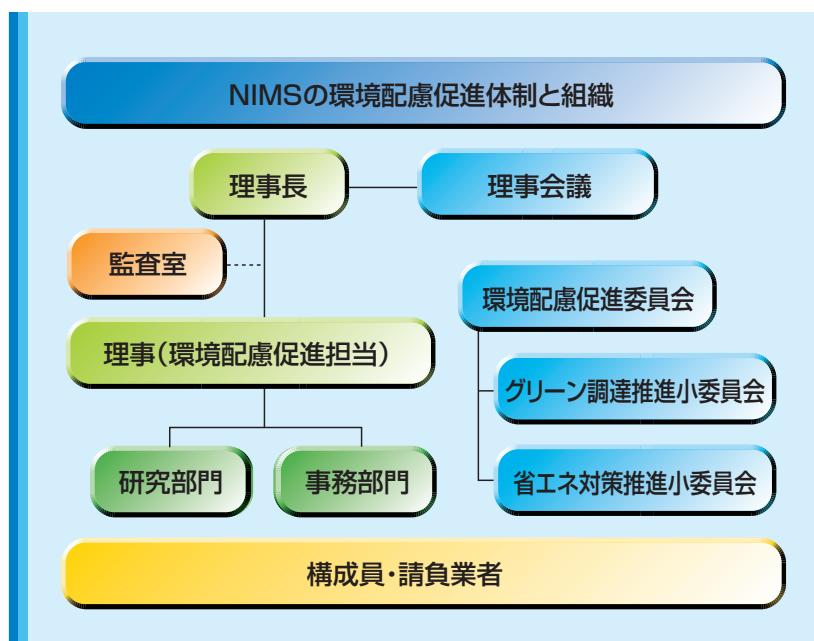 NIMSの環境配慮促進体制と組織
理事長
理事会議
監査室
環境配慮促進委員会
理事（環境配慮促進担当）
グリーン調達推進小委員会
研究部門
事務部門
省エネ対策推進小委員会
構成員・請負業者